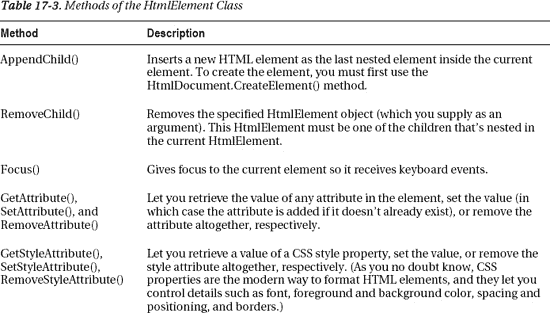 Table 17-3. Methods of the HtmlElement Class
Method Description
AppendChild() Inserts a new HTML element as the last nested element inside the current
element. To create the element, you must first use the
HtmlDocument.CreateElement() method.
RemoveChild() Removes the specified HtmlElement object (which you supply as an
argument). This HtmlElement must be one of the children that's nested in
the current HtmlElement.
Focus() Gives focus to the current element so it receives keyboard events.
GetAttribute(), Let you retrieve the value of any attribute in the element, set the value (in
SetAttribute(), and which case the attribute is added if it doesn't already exist), or remove the
RemoveAttribute() attribute altogether, respectively.
GetStyleAttribute(), Let you retrieve a value of a CSS style property, set the value, or remove the
SetStyleAttribute(), style attribute altogether, respectively. (As you no doubt know, CSS
RemoveStyleAttribute() properties are the modern way to format HTML elements, and they let you
control details such as font, foreground and background color, spacing and
positioning, and borders.)